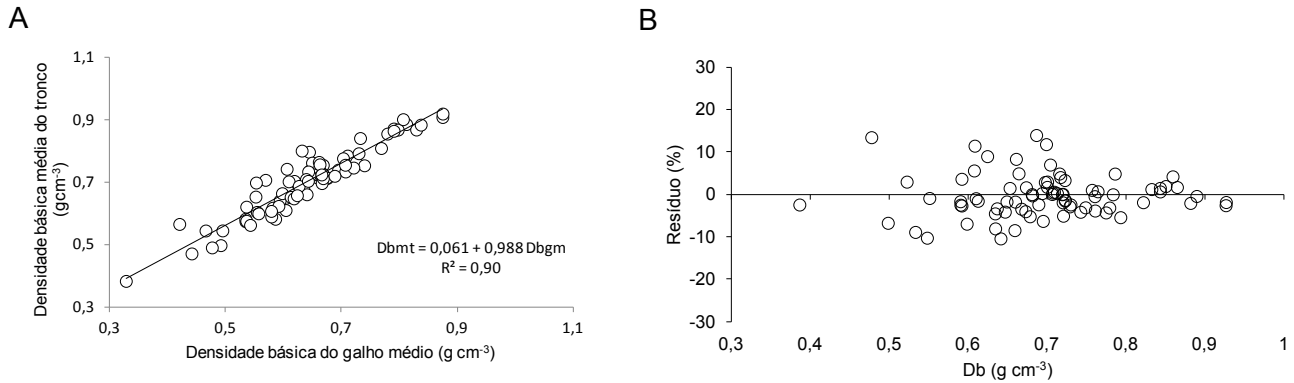 A
Densidade básica média do tronco
(gcm-3)
1,1
0,9
0,7
0,5
0,3
Dbmt = 0,061 + 0,988 Dbgm
R² = 0,90
0,3 0,5 0,7 0,9 1,1
Densidade básica do galho médio (g cm-3)
B
Resíduo (%)
30
20
10
0
-10
-20
-30
0,3 0,4 0,5 0,6 0,7 0,8 0,9 1
Db (g cm-3)